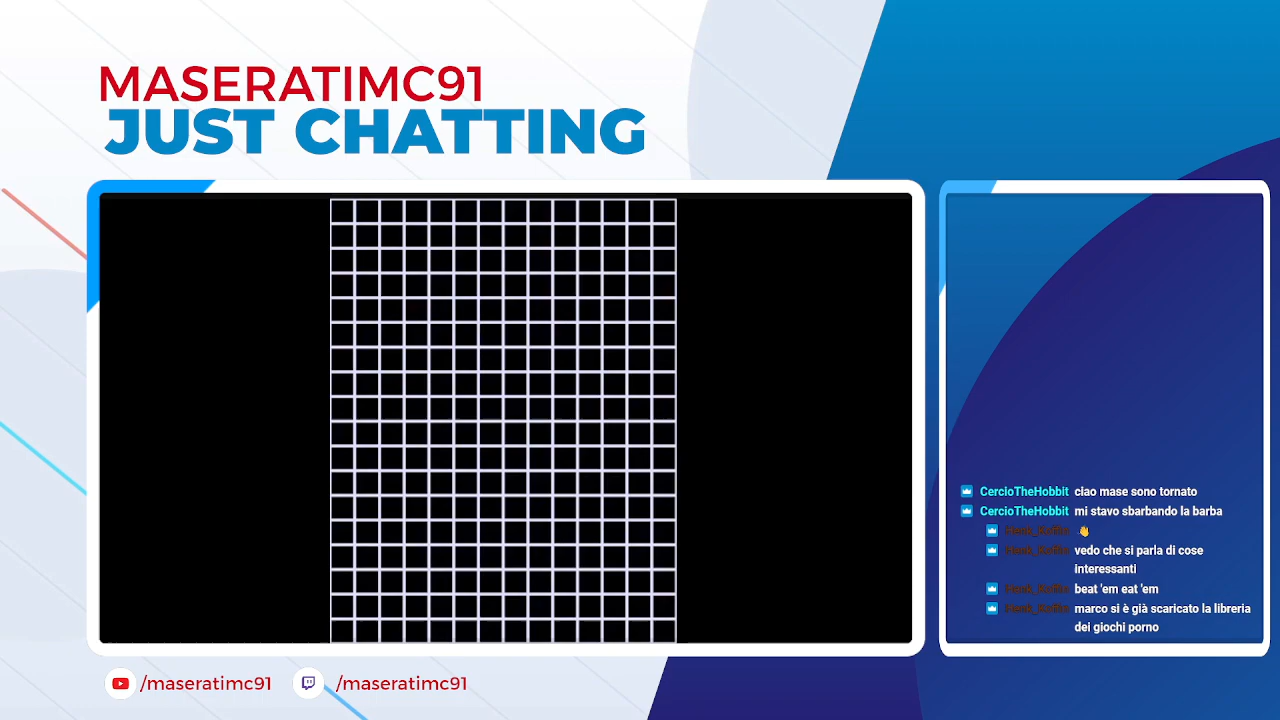 MASERATIMC91
JUST CHATTING
CercioTheHobbit ciao mase sono tornato
CercioTheHobbit mi stavo sbarbando la barba
👋
vedo che si parla di cose
interessanti
beat 'em eat 'em
marco si è già scaricato la libreria
dei giochi porno
/maseratimc91 /maseratimc91